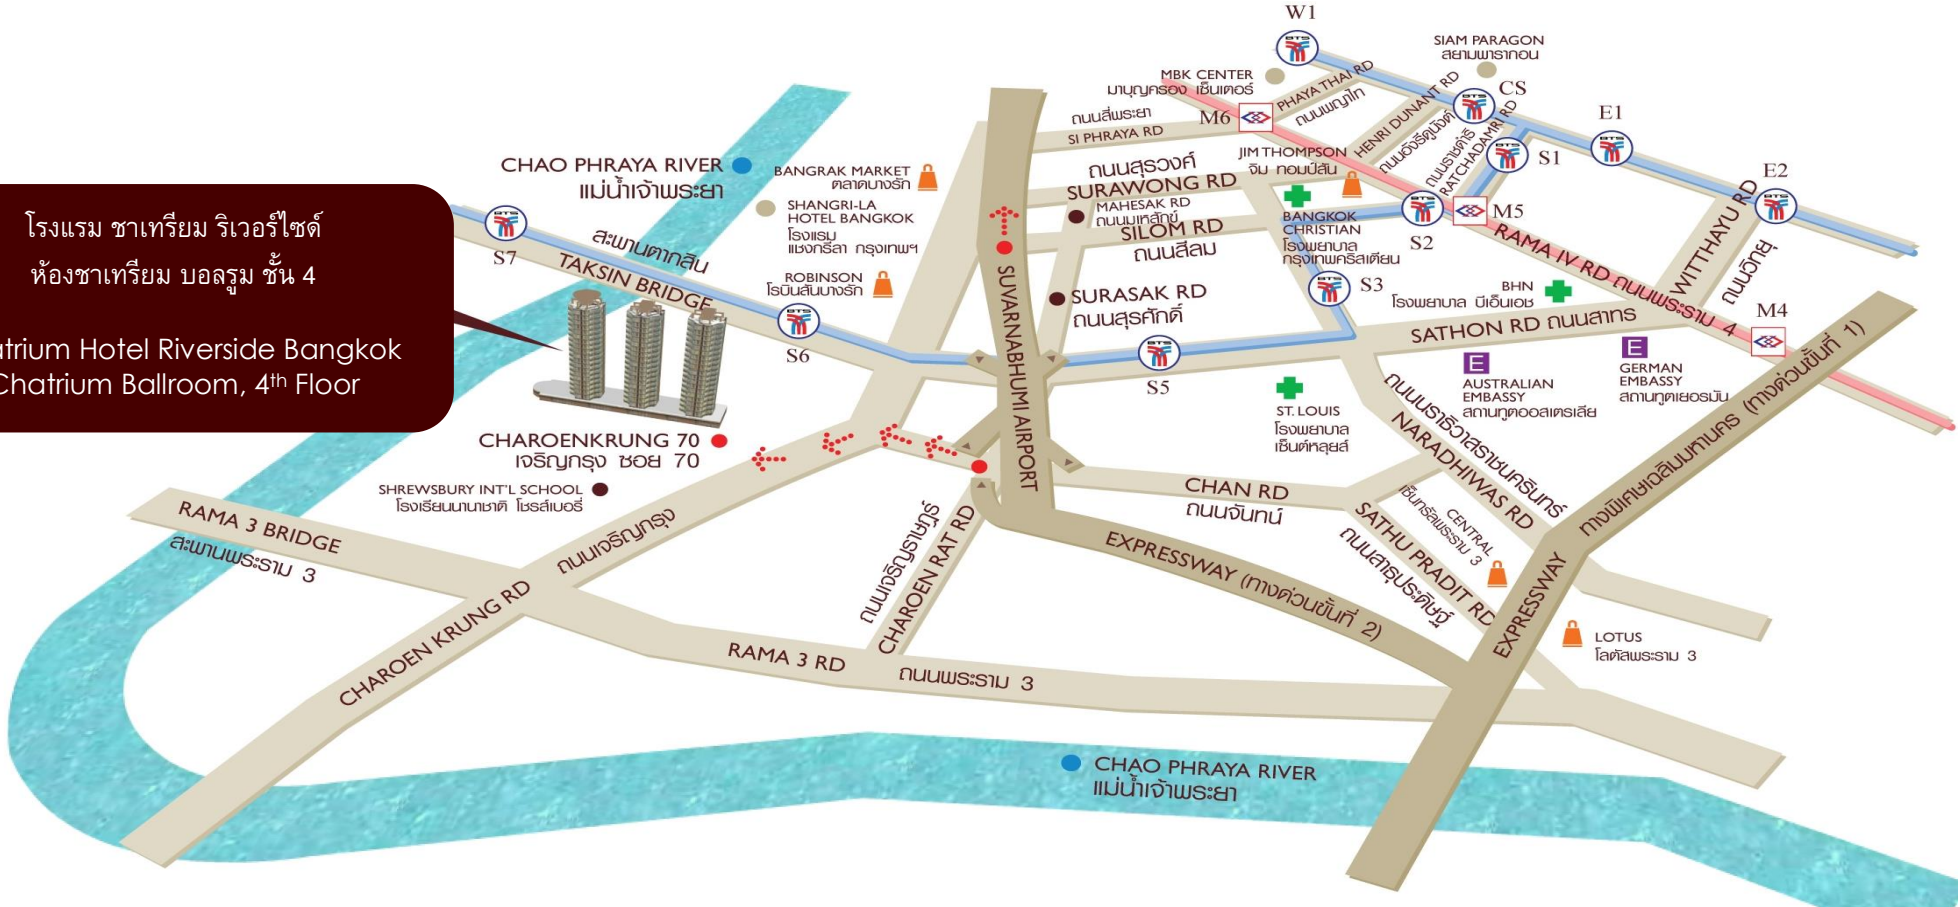 โรงแรม ชาเทรียม ริเวอร์ไซด์
ห้องชาเทรียม บอลรูม ชั้น 4
atrium Hotel Riverside Bangkok
Chatrium Ballroom, 4th Floor
W1
SIAM PARAGON
สยามพารากอน
MBK CENTER
มาบุญครอง เซ็นเตอร์
PHAYA THAI RD
ถนนพญาไท
HENRI DUNANT RD
ถนนอังรีดูนังต์
BTS
CS
RATCHADAMRI RD
ถนนราชดำริ
E1
BTS
S1
BTS
E2
BTS
BTS
BTS
ถนนสี่พระยา
SI PHRAYA RD
M6
CHAO PHRAYA RIVER
แม่น้ำเจ้าพระยา
BANGRAK MARKET
ตลาดบางรัก
ถนนสุรวงศ์
SURAWONG RD
JIM THOMPSON
จิม ทอมป์สัน
SHANGRI-LA
HOTEL BANGKOK
โรงแรม
แชงกรีลา กรุงเทพฯ
MAHESAK RD
ถนนมเหสักข์
SILOM RD
ถนนสีลม
BANGKOK
CHRISTIAN
โรงพยาบาล
กรุงเทพคริสเตียน
BTS
S2
M5
RAMA IV RD ถนนพระราม 4
WITTHAYU RD
ถนนวิทยุ
BTS
S7
สะพานตากสิน
TAKSIN BRIDGE
ROBINSON
โรบินสันบางรัก
BTS
S6
SURASAK RD
ถนนสุรศักดิ์
BTS
S3
BHN
โรงพยาบาล บีเอ็นเอช
SATHON RD ถนนสาทร
M4
BTS
S5
SUVARNABHUMI AIRPORT
E
AUSTRALIAN
EMBASSY
สถานทูตออสเตรเลีย
E
GERMAN
EMBASSY
สถานทูตเยอรมัน
ST. LOUIS
โรงพยาบาล
เซ็นต์หลุยส์
CHAROENKRUNG 70
เจริญกรุง ซอย 70
SHREWSBURY INT'L SCHOOL
โรงเรียนนานาชาติ โชรส์เบอรี่
ถนนนราธิวาสราชนครินทร์
NARADHIWAS RD
CHAN RD
ถนนจันทน์
CENTRAL
เซ็นทรัลพระราม 3
SATHU PRADIT RD
ถนนสาธุประดิษฐ์
EXPRESSWAY ทางพิเศษเฉลิมมหานคร (ทางด่วนขั้นที่ 1)
EXPRESSWAY (ทางด่วนขั้นที่ 2)
RAMA 3 BRIDGE
สะพานพระราม 3
CHAROEN KRUNG RD
ถนนเจริญกรุง
ถนนเจริญราษฎร์
CHAROEN RAT RD
RAMA 3 RD
ถนนพระราม 3
LOTUS
โลตัสพระราม 3
CHAO PHRAYA RIVER
แม่น้ำเจ้าพระยา